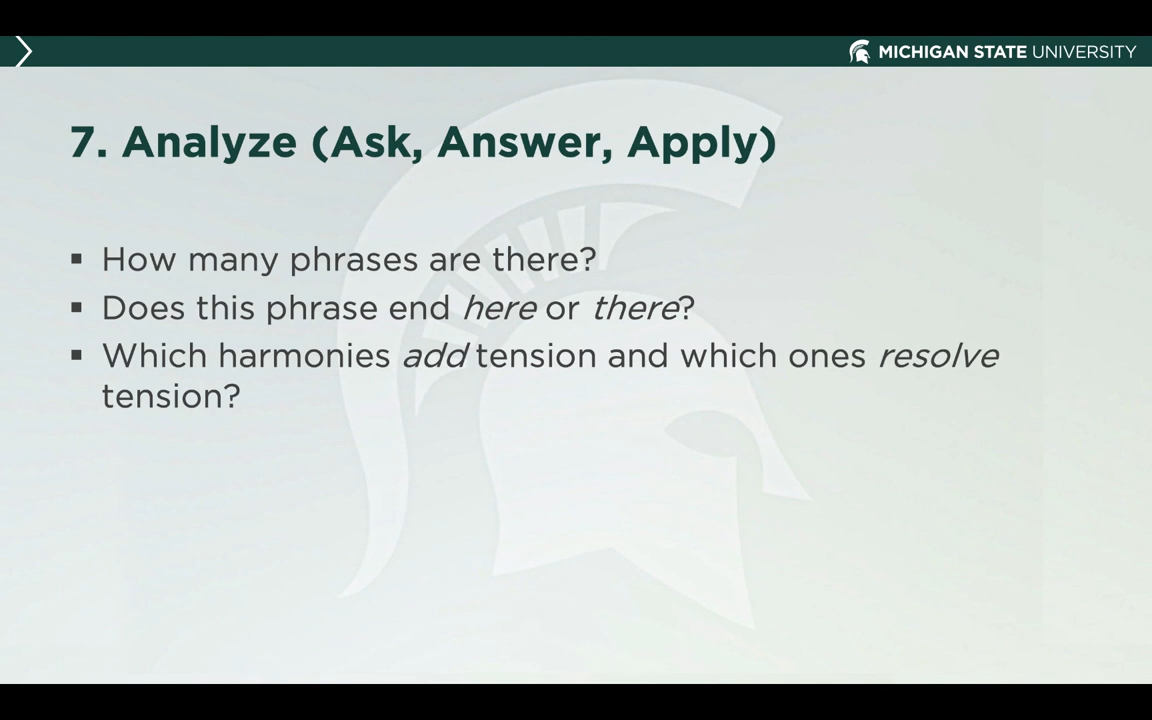 MICHIGAN STATE UNIVERSITY
7. Analyze (Ask, Answer, Apply)
▪ How many phrases are there?
▪ Does this phrase end here or there?
▪ Which harmonies add tension and which ones resolve
tension?